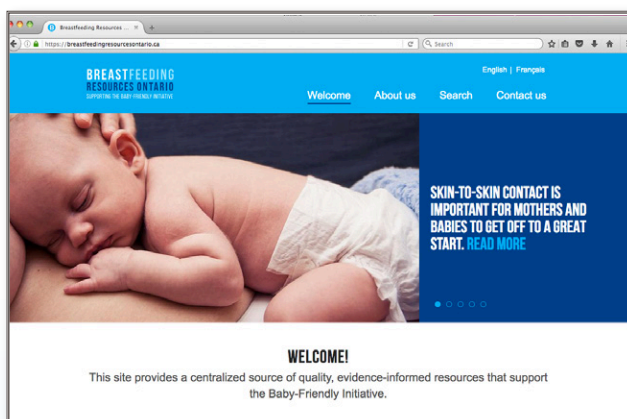 Breastfeeding Resources ...
https://breastfeedingresourcesontario.ca
Search
English | Français
BREASTFEEDING
RESOURCES ONTARIO
SUPPORTING THE BABY-FRIENDLY INITIATIVE
Welcome About us Search Contact us
SKIN-TO-SKIN CONTACT IS
IMPORTANT FOR MOTHERS AND
BABIES TO GET OFF TO A GREAT
START. READ MORE
WELCOME!
This site provides a centralized source of quality, evidence-informed resources that support
the Baby-Friendly Initiative.